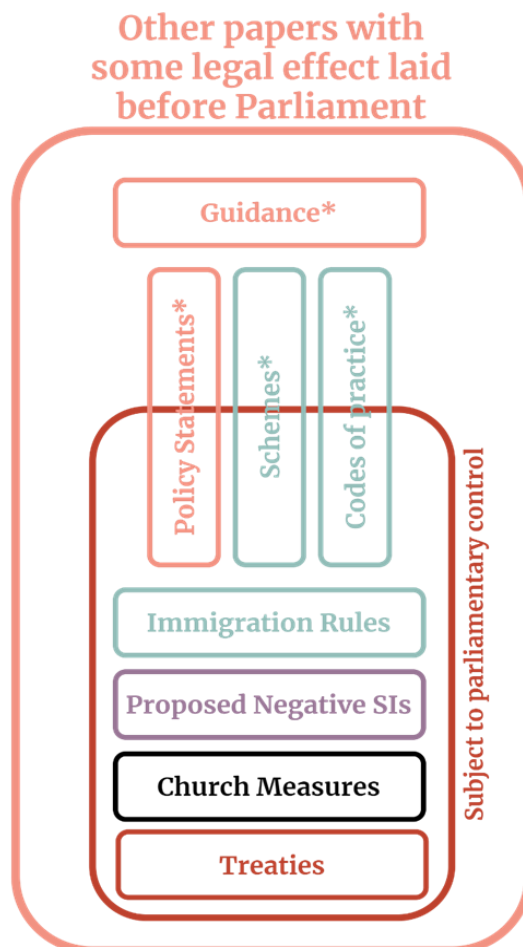 Other papers with
some legal effect laid
before Parliament
Guidance*
Policy Statements*
Schemes*
Codes of practice*
Subject to parliamentary control
Immigration Rules
Proposed Negative SIs
Church Measures
Treaties